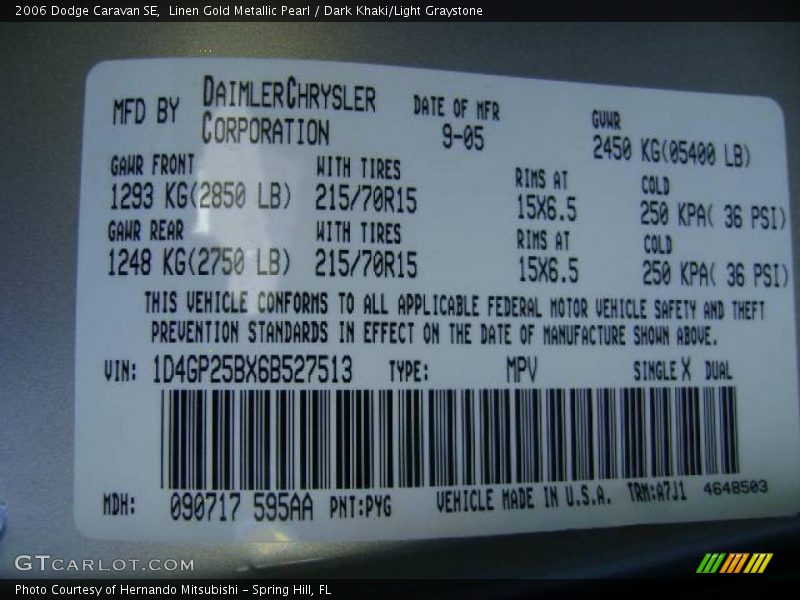 2006 Dodge Caravan SE,  Linen Gold Metallic Pearl / Dark Khaki/Light Graystone
MFD BY DAIMLERCHRYSLER CORPORATION DATE OF MFR 9-05 GVWR 2450 KG(05400 LB)
GAWR FRONT WITH TIRES RIMS AT COLD
1293 KG(2850 LB) 215/70R15 15X6.5 250 KPA( 36 PSI)
GAWR REAR WITH TIRES RIMS AT COLD
1248 KG(2750 LB) 215/70R15 15X6.5 250 KPA( 36 PSI)
THIS VEHICLE CONFORMS TO ALL APPLICABLE FEDERAL MOTOR VEHICLE SAFETY AND THEFT
PREVENTION STANDARDS IN EFFECT ON THE DATE OF MANUFACTURE SHOWN ABOVE.
VIN: 1D4GP25BX6B527513 TYPE: MPV SINGLE X DUAL
MDH: 090717 595AA PNT:PYG VEHICLE MADE IN U.S.A. TRM:A7J1 4648503
GTCARLOT.COM
Photo Courtesy of Hernando Mitsubishi - Spring Hill, FL